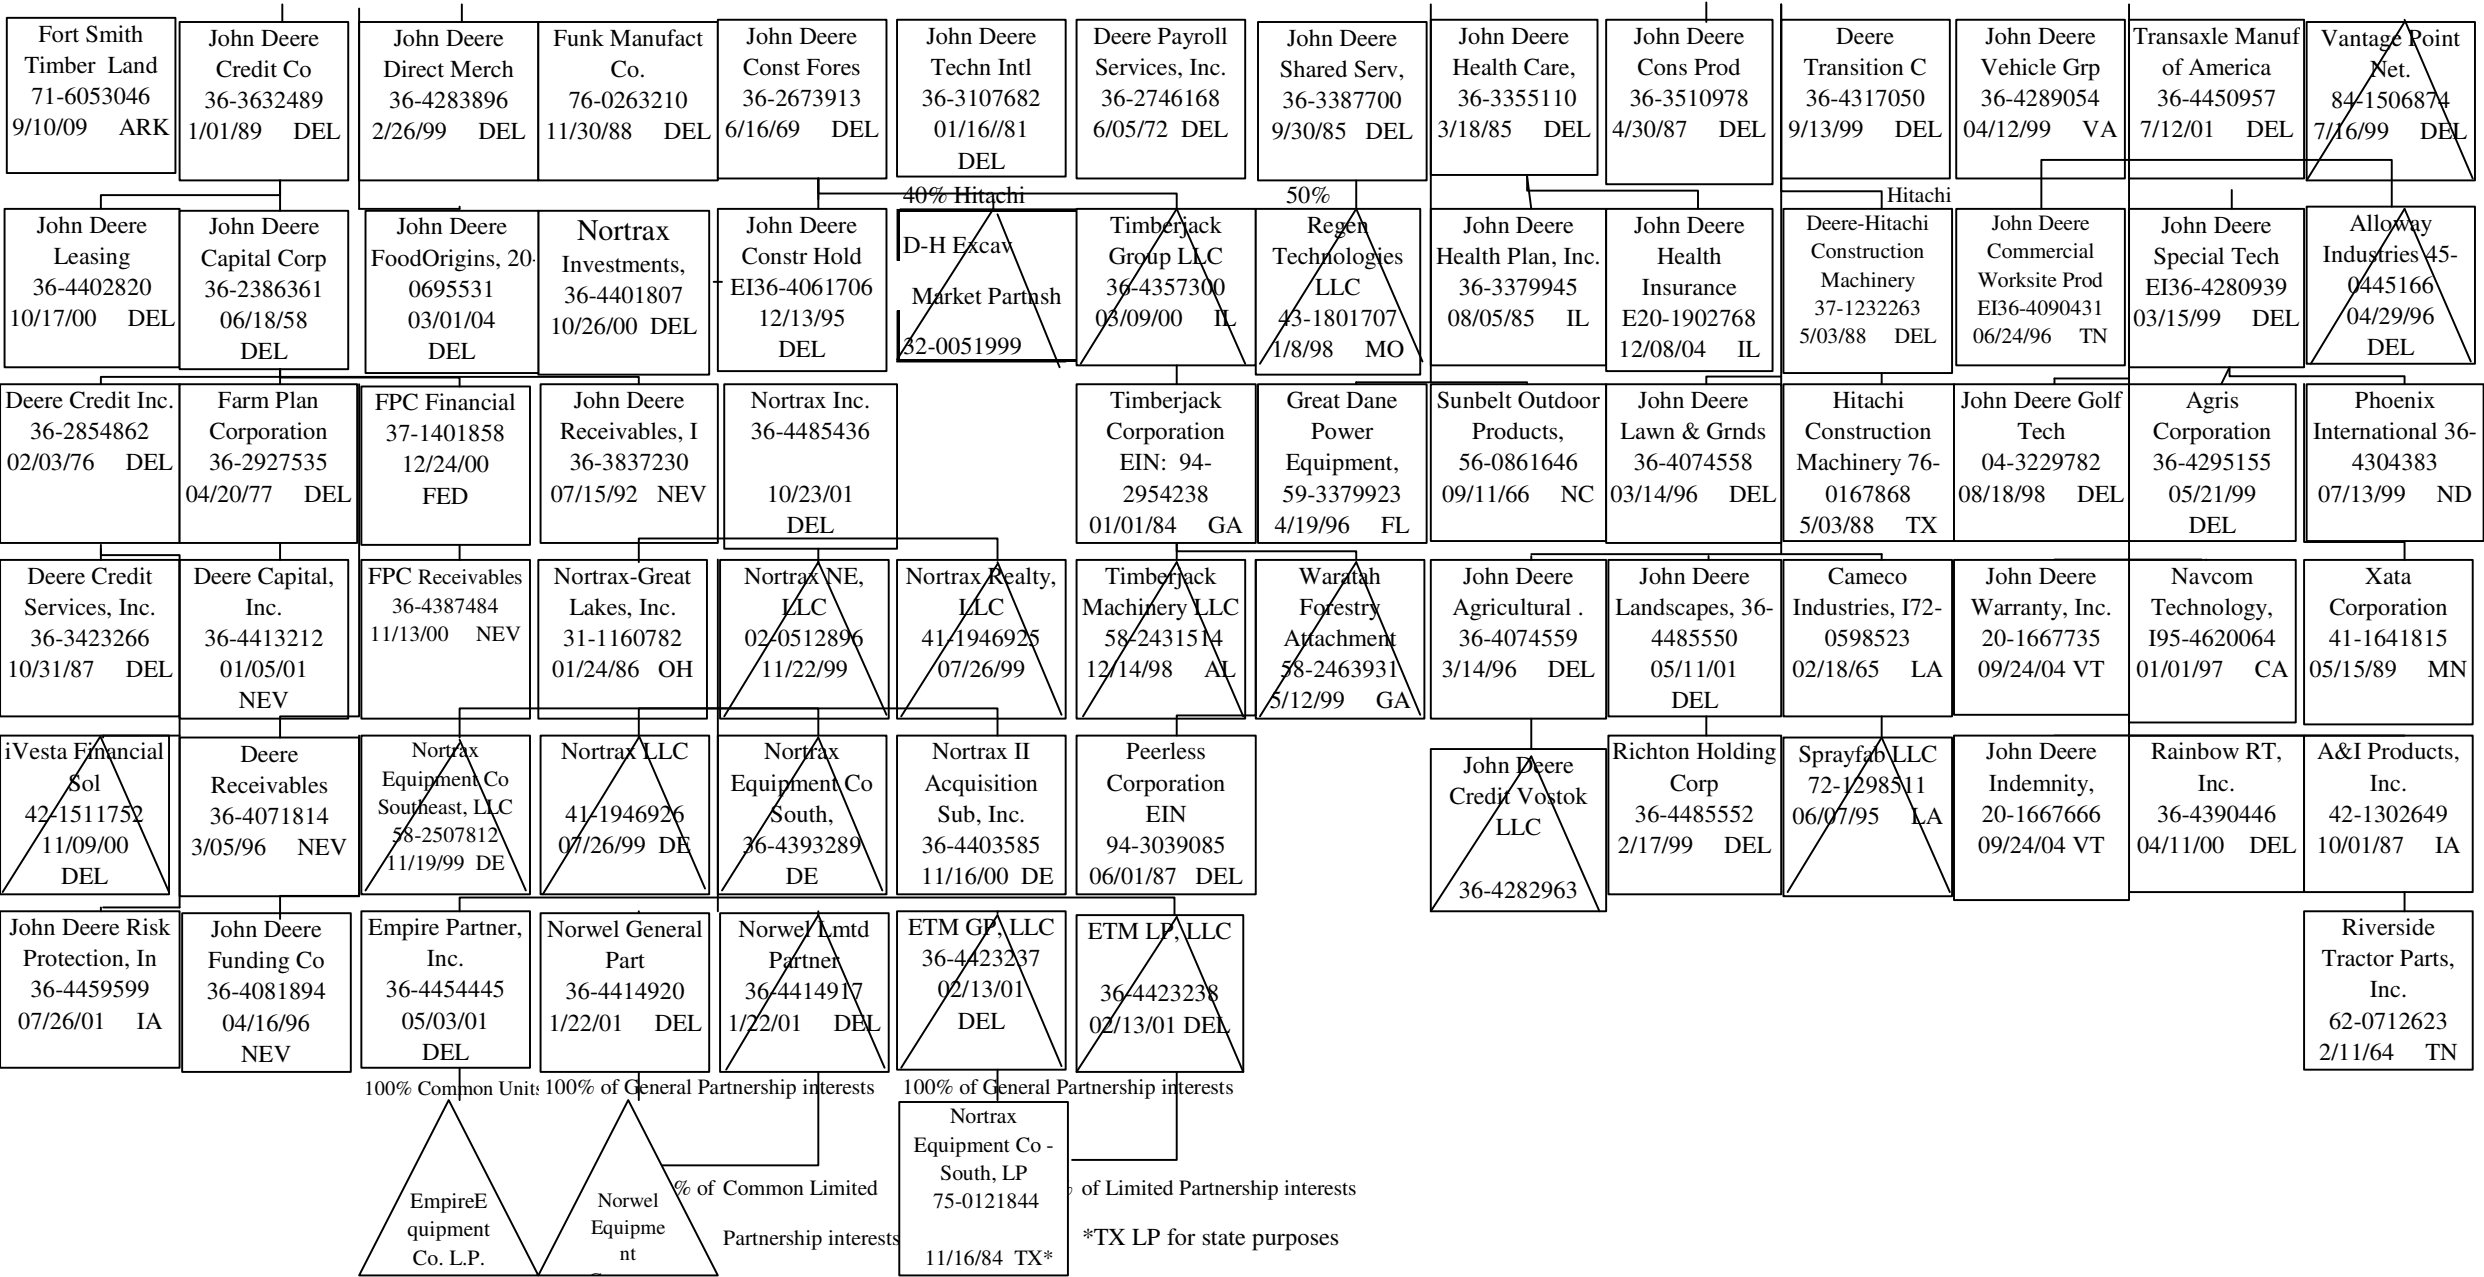 Fort Smith
Timber Land
71-6053046
9/10/09 ARK
John Deere
Credit Co
36-3632489
1/01/89 DEL
John Deere
Direct Merch
36-4283896
2/26/99 DEL
Funk Manufact
Co.
76-0263210
11/30/88 DEL
John Deere
Const Fores
36-2673913
6/16/69 DEL
John Deere
Techn Intl
36-3107682
01/16//81
DEL
Deere Payroll
Services, Inc.
36-2746168
6/05/72 DEL
John Deere
Shared Serv,
36-3387700
9/30/85 DEL
John Deere
Health Care,
36-3355110
3/18/85 DEL
John Deere
Cons Prod
36-3510978
4/30/87 DEL
Deere
Transition C
36-4317050
9/13/99 DEL
John Deere
Vehicle Grp
36-4289054
04/12/99 VA
Transaxle Manuf
of America
36-4450957
7/12/01 DEL
Vantage Point
Net.
84-1506874
7/16/99 DEL
40% Hitachi
50%
Hitachi
John Deere
Leasing
36-4402820
10/17/00 DEL
John Deere
Capital Corp
36-2386361
06/18/58
DEL
John Deere
FoodOrigins, 20-
0695531
03/01/04
DEL
Nortrax
Investments,
36-4401807
10/26/00 DEL
John Deere
Constr Hold
EI36-4061706
12/13/95
DEL
D-H Excav
Market Partnsh
32-0051999
Timberjack
Group LLC
36-4357300
03/09/00 IL
Regen
Technologies
LLC
43-1801707
1/8/98 MO
John Deere
Health Plan, Inc.
36-3379945
08/05/85 IL
John Deere
Health
Insurance
E20-1902768
12/08/04 IL
Deere-Hitachi
Construction
Machinery
37-1232263
5/03/88 DEL
John Deere
Commercial
Worksite Prod
EI36-4090431
06/24/96 TN
John Deere
Special Tech
EI36-4280939
03/15/99 DEL
Alloway
Industries 45-
0445166
04/29/96
DEL
Deere Credit Inc.
36-2854862
02/03/76 DEL
Farm Plan
Corporation
36-2927535
04/20/77 DEL
FPC Financial
37-1401858
12/24/00
FED
John Deere
Receivables, I
36-3837230
07/15/92 NEV
Nortrax Inc.
36-4485436
10/23/01
DEL
Timberjack
Corporation
EIN: 94-
2954238
01/01/84 GA
Great Dane
Power
Equipment,
59-3379923
4/19/96 FL
Sunbelt Outdoor
Products,
56-0861646
09/11/66 NC
John Deere
Lawn & Grnds
36-4074558
03/14/96 DEL
Hitachi
Construction
Machinery 76-
0167868
5/03/88 TX
John Deere Golf
Tech
04-3229782
08/18/98 DEL
Agris
Corporation
36-4295155
05/21/99
DEL
Phoenix
International 36-
4304383
07/13/99 ND
Deere Credit
Services, Inc.
36-3423266
10/31/87 DEL
Deere Capital,
Inc.
36-4413212
01/05/01
NEV
FPC Receivables
36-4387484
11/13/00 NEV
Nortrax-Great
Lakes, Inc.
31-1160782
01/24/86 OH
Nortrax NE,
LLC
02-0512896
11/22/99
Nortrax Realty,
LLC
41-1946925
07/26/99
Timberjack
Machinery LLC
58-2431514
12/14/98 AL
Waratah
Forestry
Attachment
58-2463931
5/12/99 GA
John Deere
Agricultural .
36-4074559
3/14/96 DEL
John Deere
Landscapes, 36-
4485550
05/11/01
DEL
Cameco
Industries, I72-
0598523
02/18/65 LA
John Deere
Warranty, Inc.
20-1667735
09/24/04 VT
Navcom
Technology,
I95-4620064
01/01/97 CA
Xata
Corporation
41-1641815
05/15/89 MN
iVesta Financial
Sol
42-1511752
11/09/00
DEL
Deere
Receivables
36-4071814
3/05/96 NEV
Nortrax
Equipment Co
Southeast, LLC
58-2507812
11/19/99 DE
Nortrax LLC
41-1946926
07/26/99 DE
Nortrax
Equipment Co
South,
36-4393289
DE
Nortrax II
Acquisition
Sub, Inc.
36-4403585
11/16/00 DE
Peerless
Corporation
EIN
94-3039085
06/01/87 DEL
John Deere
Credit Vostok
LLC
36-4282963
Richton Holding
Corp
36-4485552
2/17/99 DEL
Sprayfab LLC
72-1298511
06/07/95 LA
John Deere
Indemnity,
20-1667666
09/24/04 VT
Rainbow RT,
Inc.
36-4390446
04/11/00 DEL
A&I Products,
Inc.
42-1302649
10/01/87 IA
John Deere Risk
Protection, In
36-4459599
07/26/01 IA
John Deere
Funding Co
36-4081894
04/16/96
NEV
Empire Partner,
Inc.
36-4454445
05/03/01
DEL
Norwel General
Part
36-4414920
1/22/01 DEL
Norwel Lmtd
Partner
36-4414917
1/22/01 DEL
ETM GP, LLC
36-4423237
02/13/01
DEL
ETM LP, LLC
36-4423238
02/13/01 DEL
Riverside
Tractor Parts,
Inc.
62-0712623
2/11/64 TN
100% Common Units
100% of General Partnership interests
100% of General Partnership interests
EmpireE
quipment
Co. L.P.
Norwel
Equipme
nt
% of Common Limited
Partnership interests
Nortrax
Equipment Co -
South, LP
75-0121844
11/16/84 TX*
of Limited Partnership interests
*TX LP for state purposes